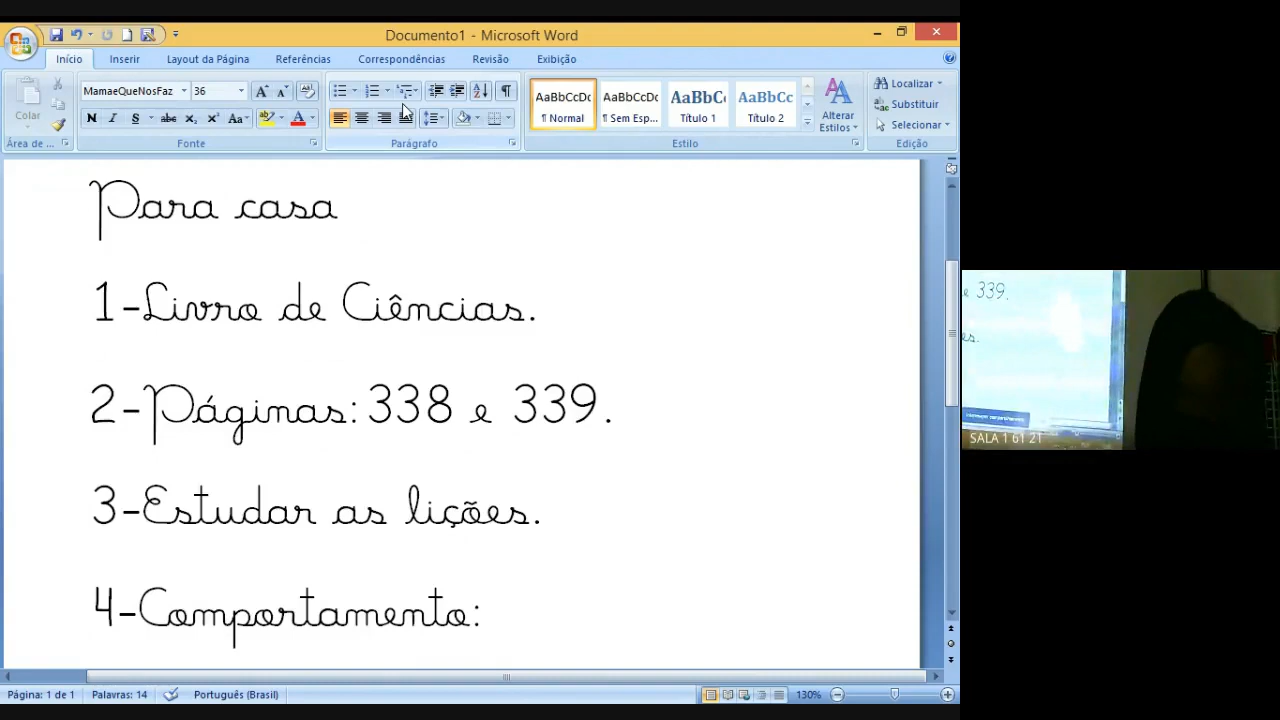 Documento1 - Microsoft Word
Início Inserir Layout da Página Referências Correspondências Revisão Exibição
MamaeQueNosFaz 36 AaBbCcDc AaBbCcDc AaBbC AaBbCc Localizar
Colar ¶ Normal ¶ Sem Esp... Título 1 Título 2 Alterar Estilos Substituir
Selecionar
Área de ... Fonte Parágrafo Estilo Edição
Para casa
1-Livro de Ciências.
2-Páginas: 338 e 339.
3-Estudar as lições.
4-Comportamento:
Página: 1 de 1 Palavras: 14 Português (Brasil) 130%
e 339.
es.
SALA 1 61 21